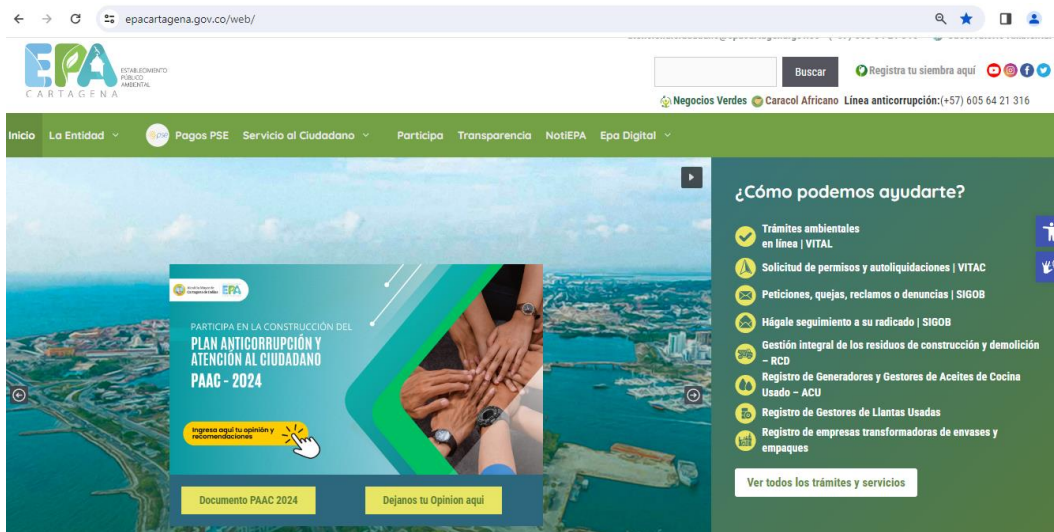 epacartagena.gov.co/web/
EPA
ESTABLECIMIENTO
PÚBLICO
AMBIENTAL
CARTAGENA
Buscar
Registra tu siembra aquí
Negocios Verdes Caracol Africano Línea anticorrupción:(+57) 605 64 21 316
Inicio La Entidad pse Pagos PSE Servicio al Ciudadano Participa Transparencia NotiEPA Epa Digital
EPA
PARTICIPA EN LA CONSTRUCCIÓN DEL
PLAN ANTICORRUPCIÓN Y
ATENCIÓN AL CIUDADANO
PAAC - 2024
Ingresa aquí tu opinión y
recomendaciones
Documento PAAC 2024
Dejanos tu Opinion aqui
¿Cómo podemos ayudarte?
Trámites ambientales
en línea | VITAL
Solicitud de permisos y autoliquidaciones | VITAC
Peticiones, quejas, reclamos o denuncias | SIGOB
Hágale seguimiento a su radicado | SIGOB
Gestión integral de los residuos de construcción y demolición
– RCD
Registro de Generadores y Gestores de Aceites de Cocina
Usado – ACU
Registro de Gestores de Llantas Usadas
Registro de empresas transformadoras de envases y
empaques
Ver todos los trámites y servicios